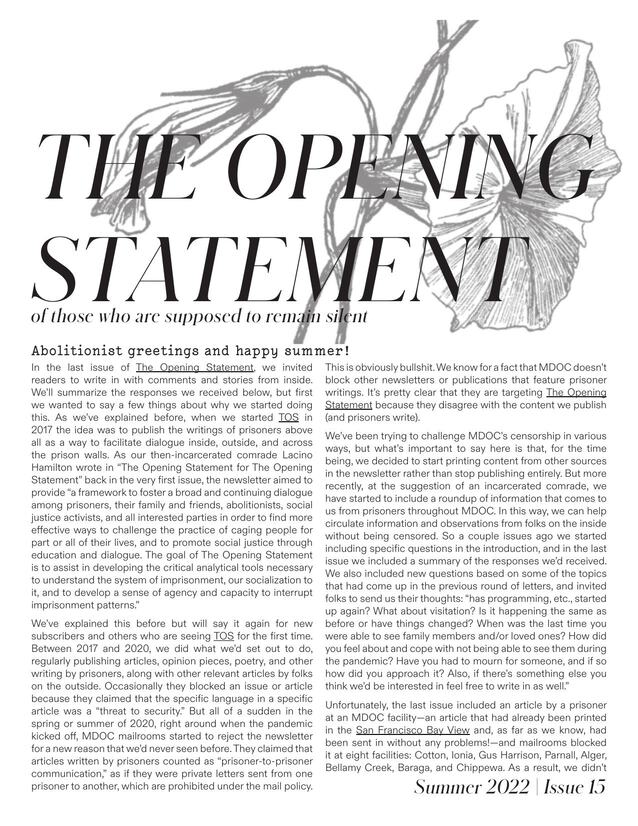 THE OPENING
STATEMENT
of those who are supposed to remain silent
Abolitionist greetings and happy summer!
In the last issue of The Opening Statement, we invited
readers to write in with comments and stories from inside.
We'll summarize the responses we received below, but first
we wanted to say a few things about why we started doing
this. As we've explained before, when we started TOS in
2017 the idea was to publish the writings of prisoners above
all as a way to facilitate dialogue inside, outside, and across
the prison walls. As our then-incarcerated comrade Lacino
Hamilton wrote in “The Opening Statement for The Opening
Statement” back in the very first issue, the newsletter aimed to
provide “a framework to foster a broad and continuing dialogue
among prisoners, their family and friends, abolitionists, social
justice activists, and all interested parties in order to find more
effective ways to challenge the practice of caging people for
part or all of their lives, and to promote social justice through
education and dialogue. The goal of The Opening Statement
is to assist in developing the critical analytical tools necessary
to understand the system of imprisonment, our socialization to
it, and to develop a sense of agency and capacity to interrupt
imprisonment patterns.”
We've explained this before but will say it again for new
subscribers and others who are seeing TOS for the first time.
Between 2017 and 2020, we did what we'd set out to do,
regularly publishing articles, opinion pieces, poetry, and other
writing by prisoners, along with other relevant articles by folks
on the outside. Occasionally they blocked an issue or article
because they claimed that the specific language in a specific
article was a “threat to security.” But all of a sudden in the
spring or summer of 2020, right around when the pandemic
kicked off, MDOC mailrooms started to reject the newsletter
for a new reason that we'd never seen before. They claimed that
articles written by prisoners counted as “prisoner-to-prisoner
communication,” as if they were private letters sent from one
prisoner to another, which are prohibited under the mail policy.
This is obviously bullshit. We know for a fact that MDOC doesn't
block other newsletters or publications that feature prisoner
writings. It's pretty clear that they are targeting The Opening
Statement because they disagree with the content we publish
(and prisoners write).
We've been trying to challenge MDOC's censorship in various
ways, but what's important to say here is that, for the time
being, we decided to start printing content from other sources
in the newsletter rather than stop publishing entirely. But more
recently, at the suggestion of an incarcerated comrade, we
have started to include a roundup of information that comes to
us from prisoners throughout MDOC. In this way, we can help
circulate information and observations from folks on the inside
without being censored. So a couple issues ago we started
including specific questions in the introduction, and in the last
issue we included a summary of the responses we'd received.
We also included new questions based on some of the topics
that had come up in the previous round of letters, and invited
folks to send us their thoughts: “has programming, etc., started
up again? What about visitation? Is it happening the same as
before or have things changed? When was the last time you
were able to see family members and/or loved ones? How did
you feel about and cope with not being able to see them during
the pandemic? Have you had to mourn for someone, and if so
how did you approach it? Also, if there's something else you
think we'd be interested in feel free to write in as well.”
Unfortunately, the last issue included an article by a prisoner
at an MDOC facility—an article that had already been printed
in the San Francisco Bay View and, as far as we know, had
been sent in without any problems!—and mailrooms blocked
it at eight facilities: Cotton, Ionia, Gus Harrison, Parnall, Alger,
Bellamy Creek, Baraga, and Chippewa. As a result, we didn't
Summer 2022 | Issue 15